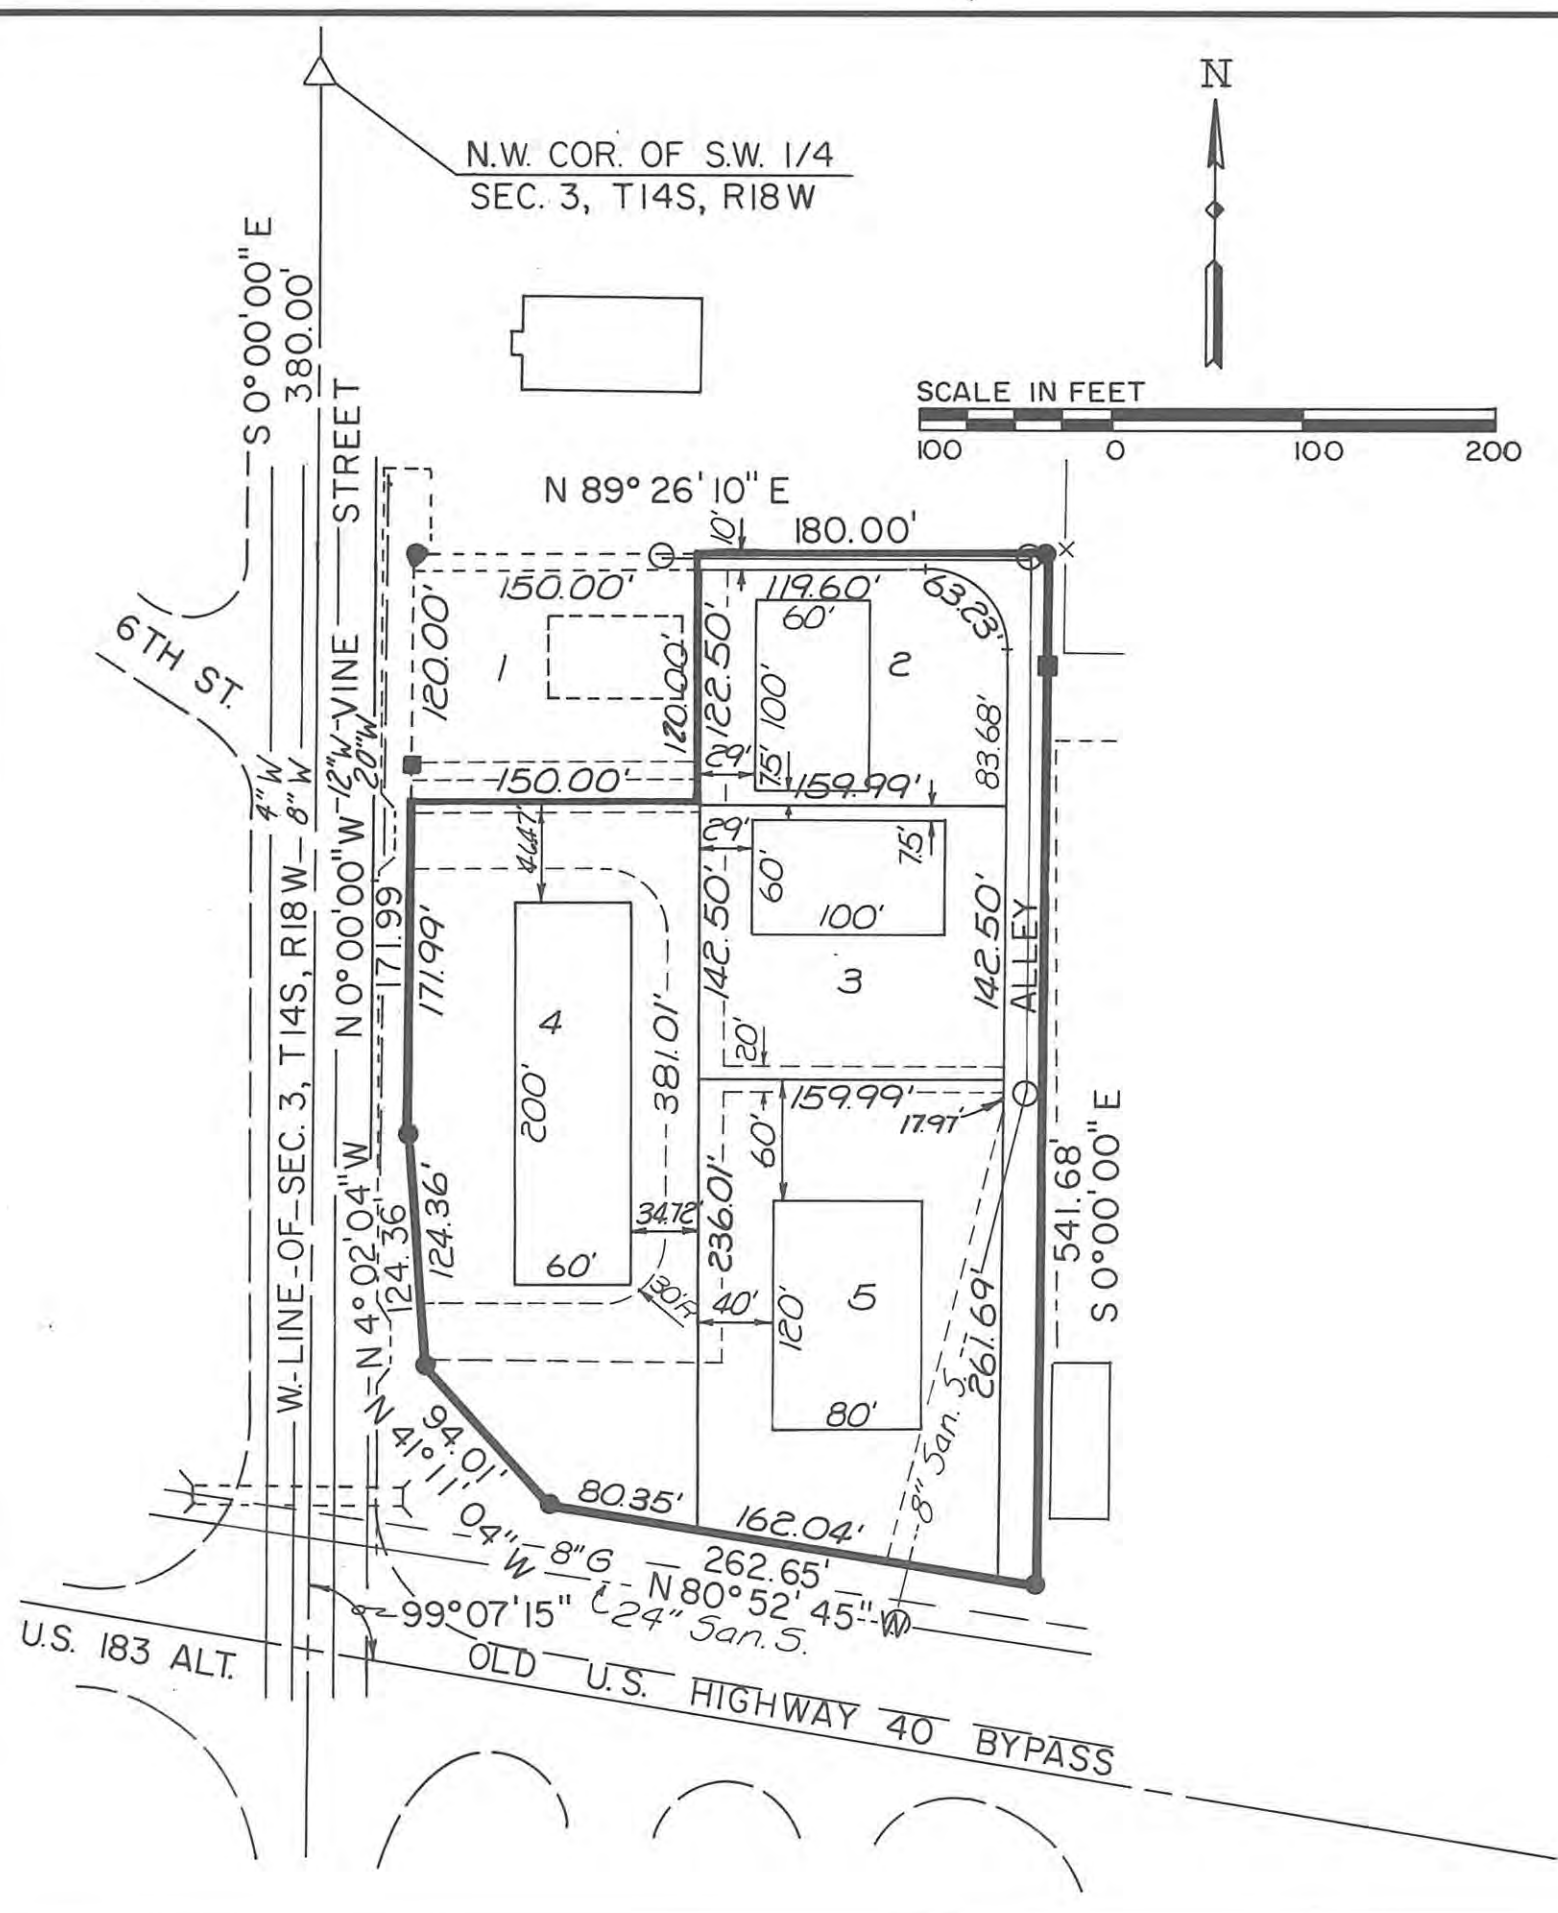 N
N.W. COR. OF S.W. 1/4
SEC. 3, T14S, R18W
S 0°00'00" E
380.00'
SCALE IN FEET
100 0 100 200
STREET
VINE
N 89°26'10" E
180.00'
10'
150.00'
119.60'
63.23'
60'
6TH ST.
120.00'
1
120.00'
122.50'
100'
2
83.68'
4"W
8"W
12"W
20"W
150.00'
29'
7.5'
159.99'
46.47'
29'
60'
7.5'
100'
171.99'
171.99'
N 0°00'00" W
142.50'
3
142.50'
ALLEY
4
381.01'
20'
200'
159.99'
17.97'
W. LINE OF SEC. 3, T14S, R18W
N 4°02'04" W
124.36'
124.36'
34.72'
236.01'
60'
541.68'
S 0°00'00" E
60'
30'R
40'
120'
5
261.69'
80'
8" San. S.
94.01'
N 41°11'04" W
80.35'
162.04'
262.65'
N 80°52'45" W
8"G
24" San. S.
99°07'15"
U.S. 183 ALT.
OLD U.S. HIGHWAY 40 BYPASS